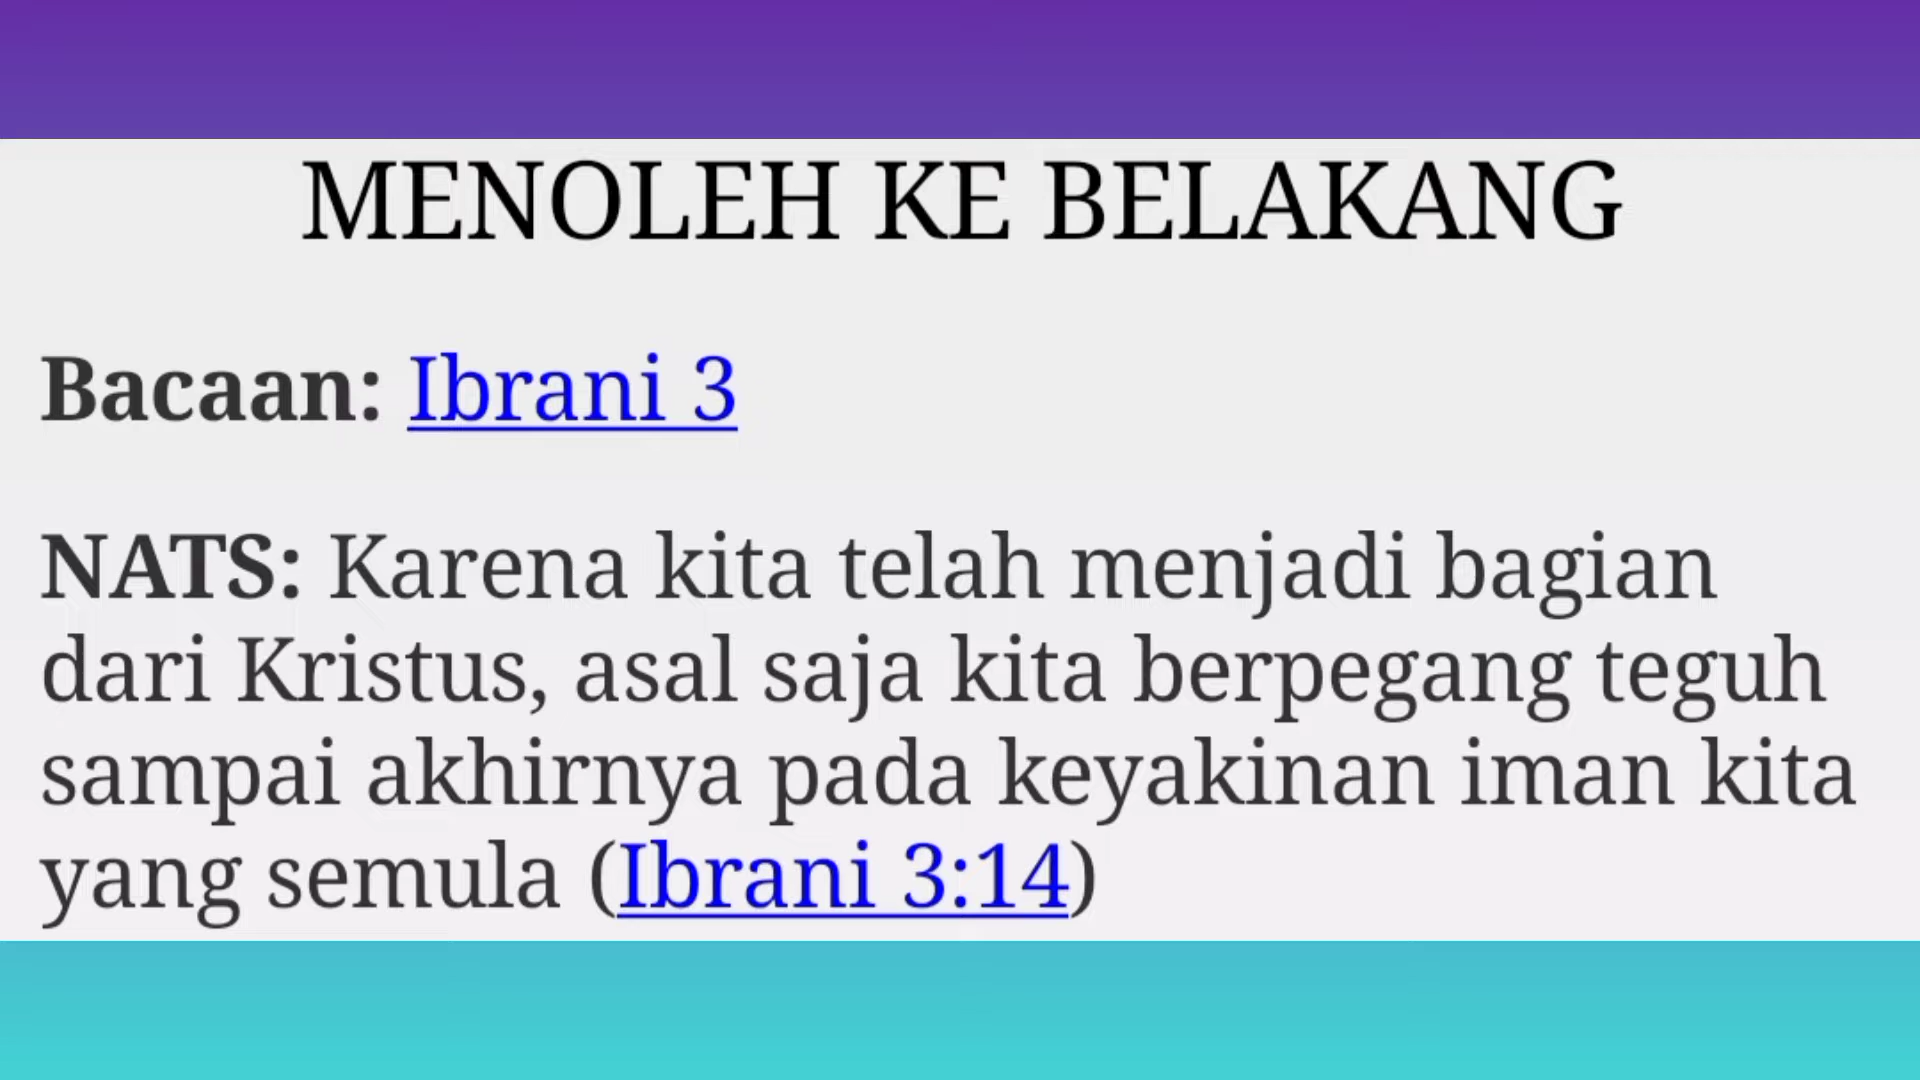 MENOLEH KE BELAKANG
Bacaan: Ibrani 3
NATS: Karena kita telah menjadi bagian
dari Kristus, asal saja kita berpegang teguh
sampai akhirnya pada keyakinan iman kita
yang semula (Ibrani 3:14)